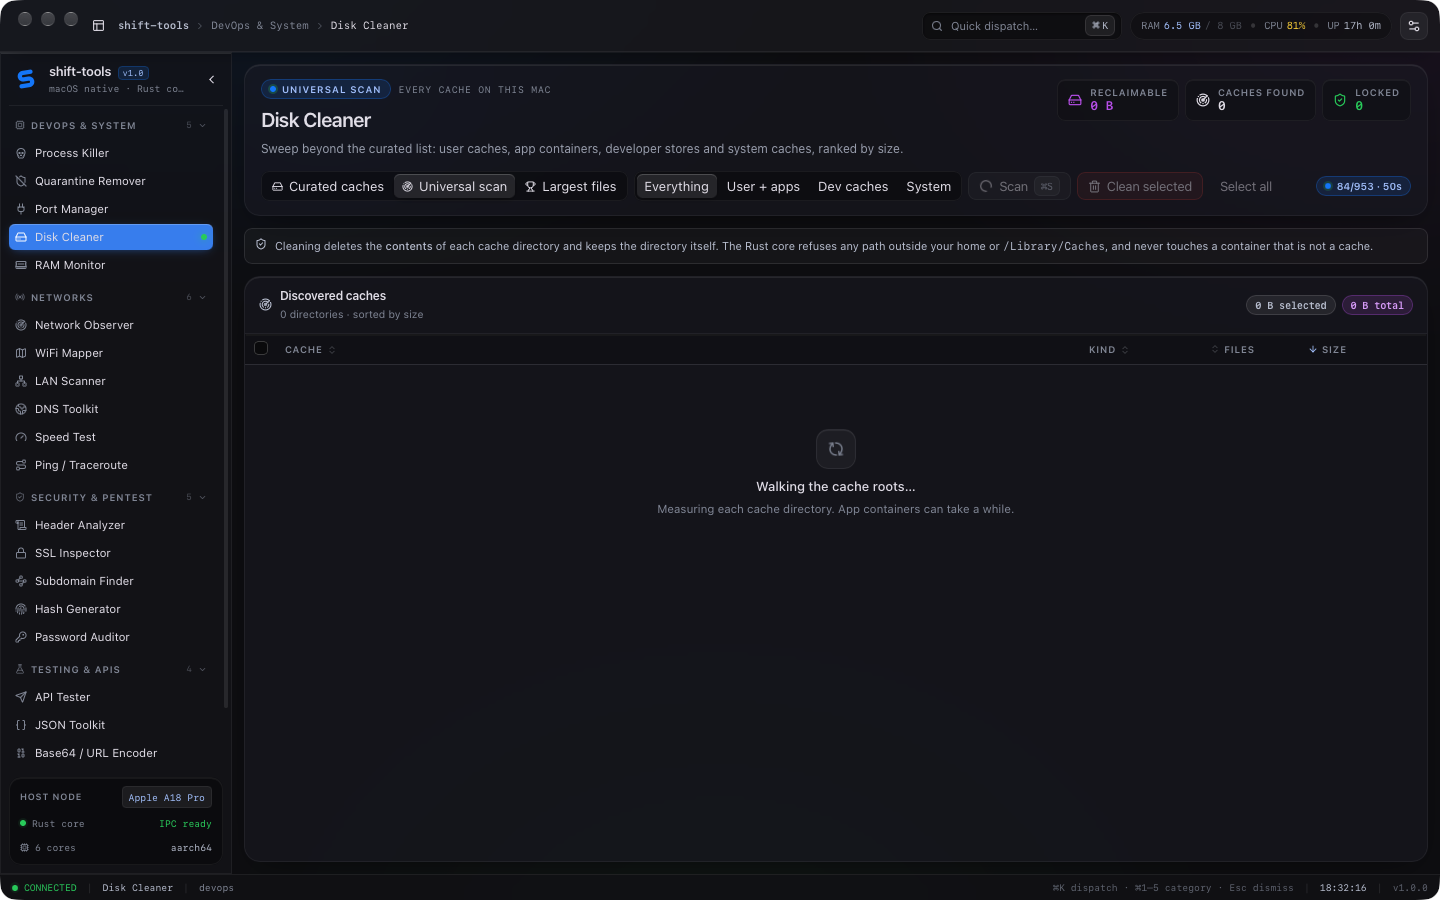 shift-tools > DevOps & System > Disk Cleaner
Quick dispatch... ⌘K
RAM 6.5 GB / 8 GB • CPU 81% • UP 17h 0m
shift-tools v1.0
macOS native · Rust co…
DEVOPS & SYSTEM 5
Process Killer
Quarantine Remover
Port Manager
Disk Cleaner
RAM Monitor
NETWORKS 6
Network Observer
WiFi Mapper
LAN Scanner
DNS Toolkit
Speed Test
Ping / Traceroute
SECURITY & PENTEST 5
Header Analyzer
SSL Inspector
Subdomain Finder
Hash Generator
Password Auditor
TESTING & APIS 4
API Tester
JSON Toolkit
Base64 / URL Encoder
HOST NODE Apple A18 Pro
Rust core IPC ready
6 cores aarch64
UNIVERSAL SCAN EVERY CACHE ON THIS MAC
Disk Cleaner
Sweep beyond the curated list: user caches, app containers, developer stores and system caches, ranked by size.
RECLAIMABLE
0 B
CACHES FOUND
0
LOCKED
0
Curated caches Universal scan Largest files Everything User + apps Dev caches System Scan ⌘S Clean selected Select all 84/953 · 50s
Cleaning deletes the contents of each cache directory and keeps the directory itself. The Rust core refuses any path outside your home or /Library/Caches, and never touches a container that is not a cache.
Discovered caches
0 directories · sorted by size
0 B selected 0 B total
CACHE KIND FILES SIZE
Walking the cache roots...
Measuring each cache directory. App containers can take a while.
CONNECTED | Disk Cleaner | devops
⌘K dispatch · ⌘1–5 category · Esc dismiss | 18:32:16 | v1.0.0